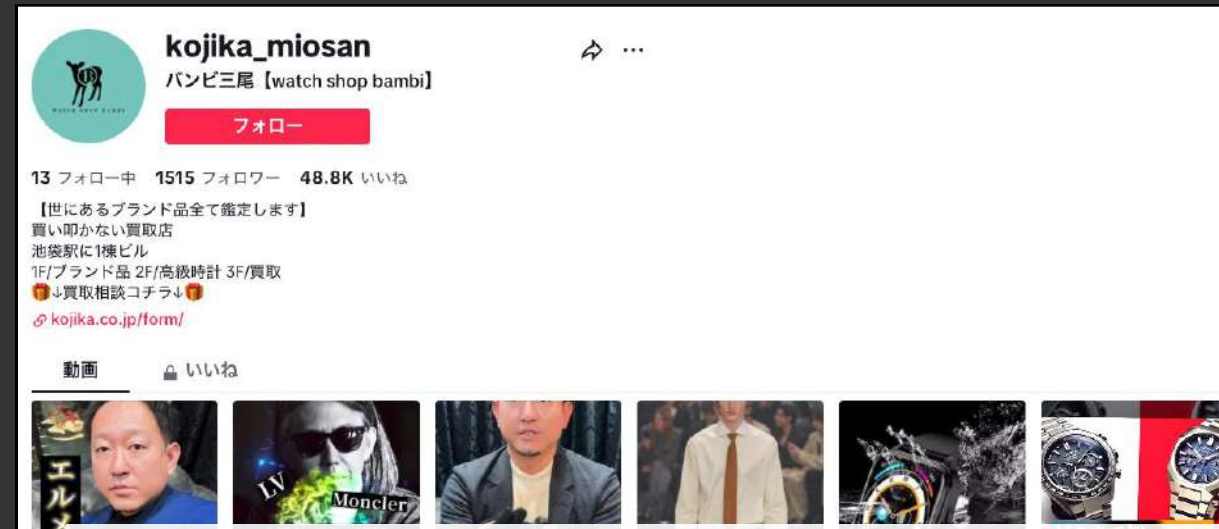 kojika_miosan
バンビ三尾【watch shop bambi】
フォロー
13 フォロー中 1515 フォロワー 48.8K いいね
【世にあるブランド品全て鑑定します】
買い叩かない買取店
池袋駅に1棟ビル
1F/ブランド品 2F/高級時計 3F/買取
🎁↓買取相談コチラ↓🎁
kojika.co.jp/form/
動画 いいね
エルメ
LV
Moncler